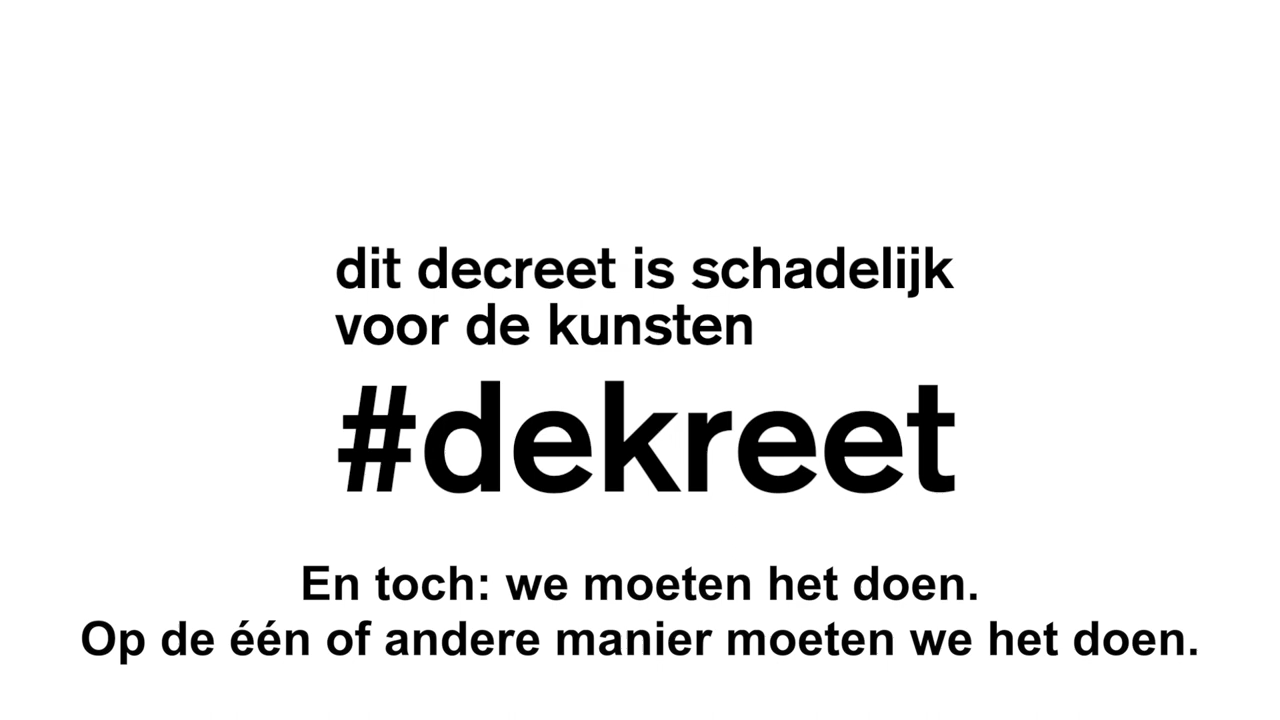 dit decreet is schadelijk
voor de kunsten
#dekreet
En toch: we moeten het doen.
Op de één of andere manier moeten we het doen.